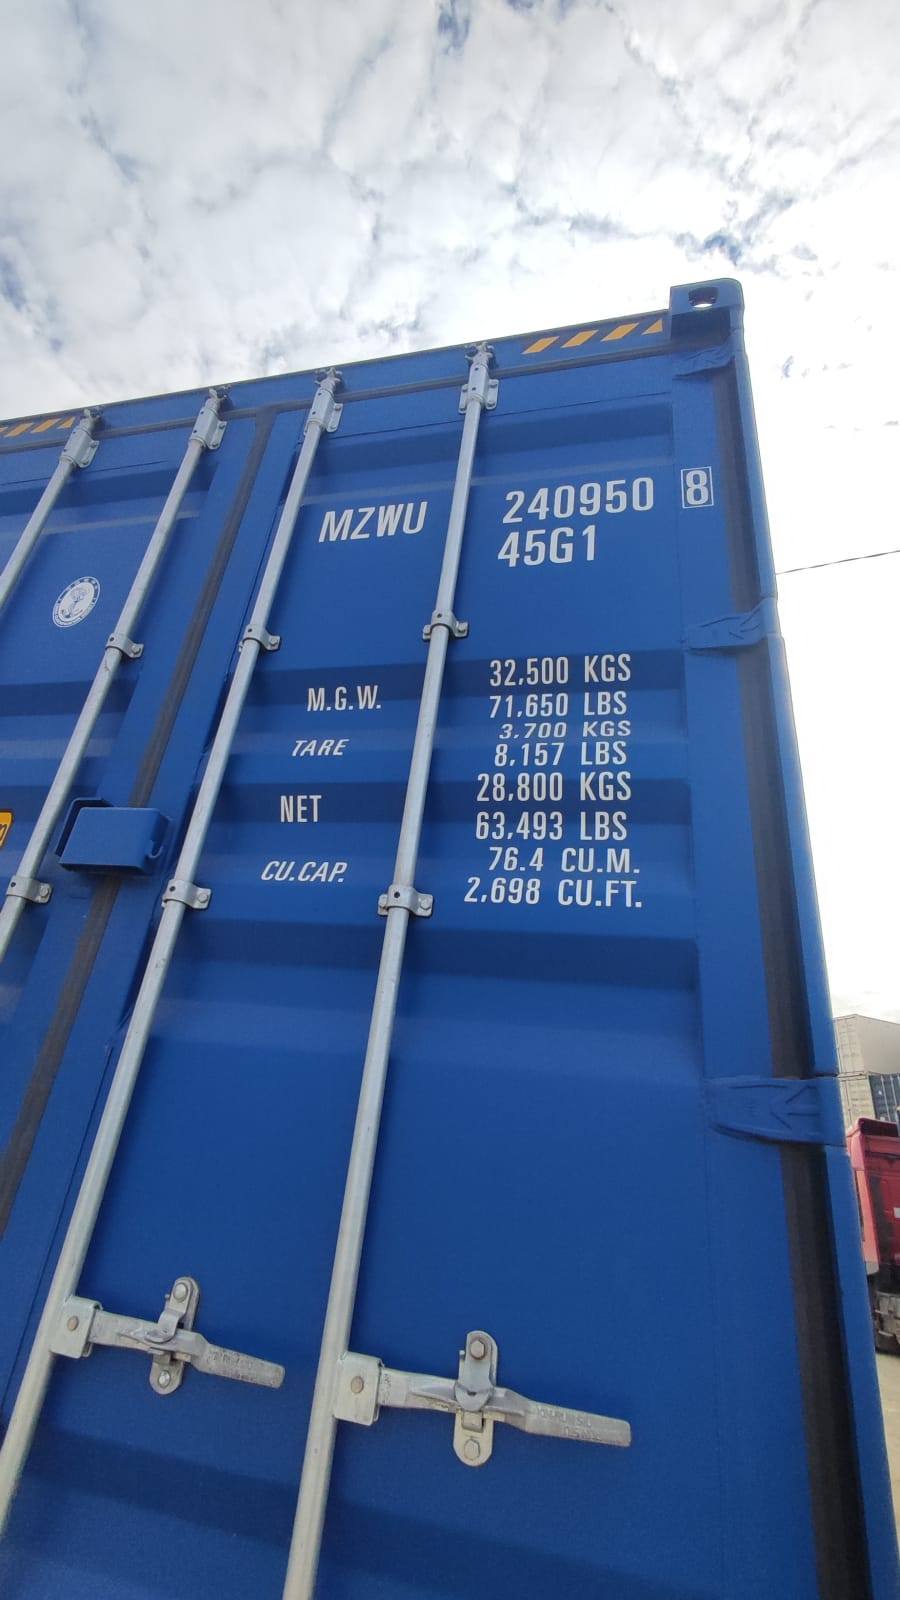 MZWU 240950 8
45G1
M.G.W. 32,500 KGS
71,650 LBS
TARE 3,700 KGS
8,157 LBS
NET 28,800 KGS
63,493 LBS
CU.CAP. 76.4 CU.M.
2,698 CU.FT.